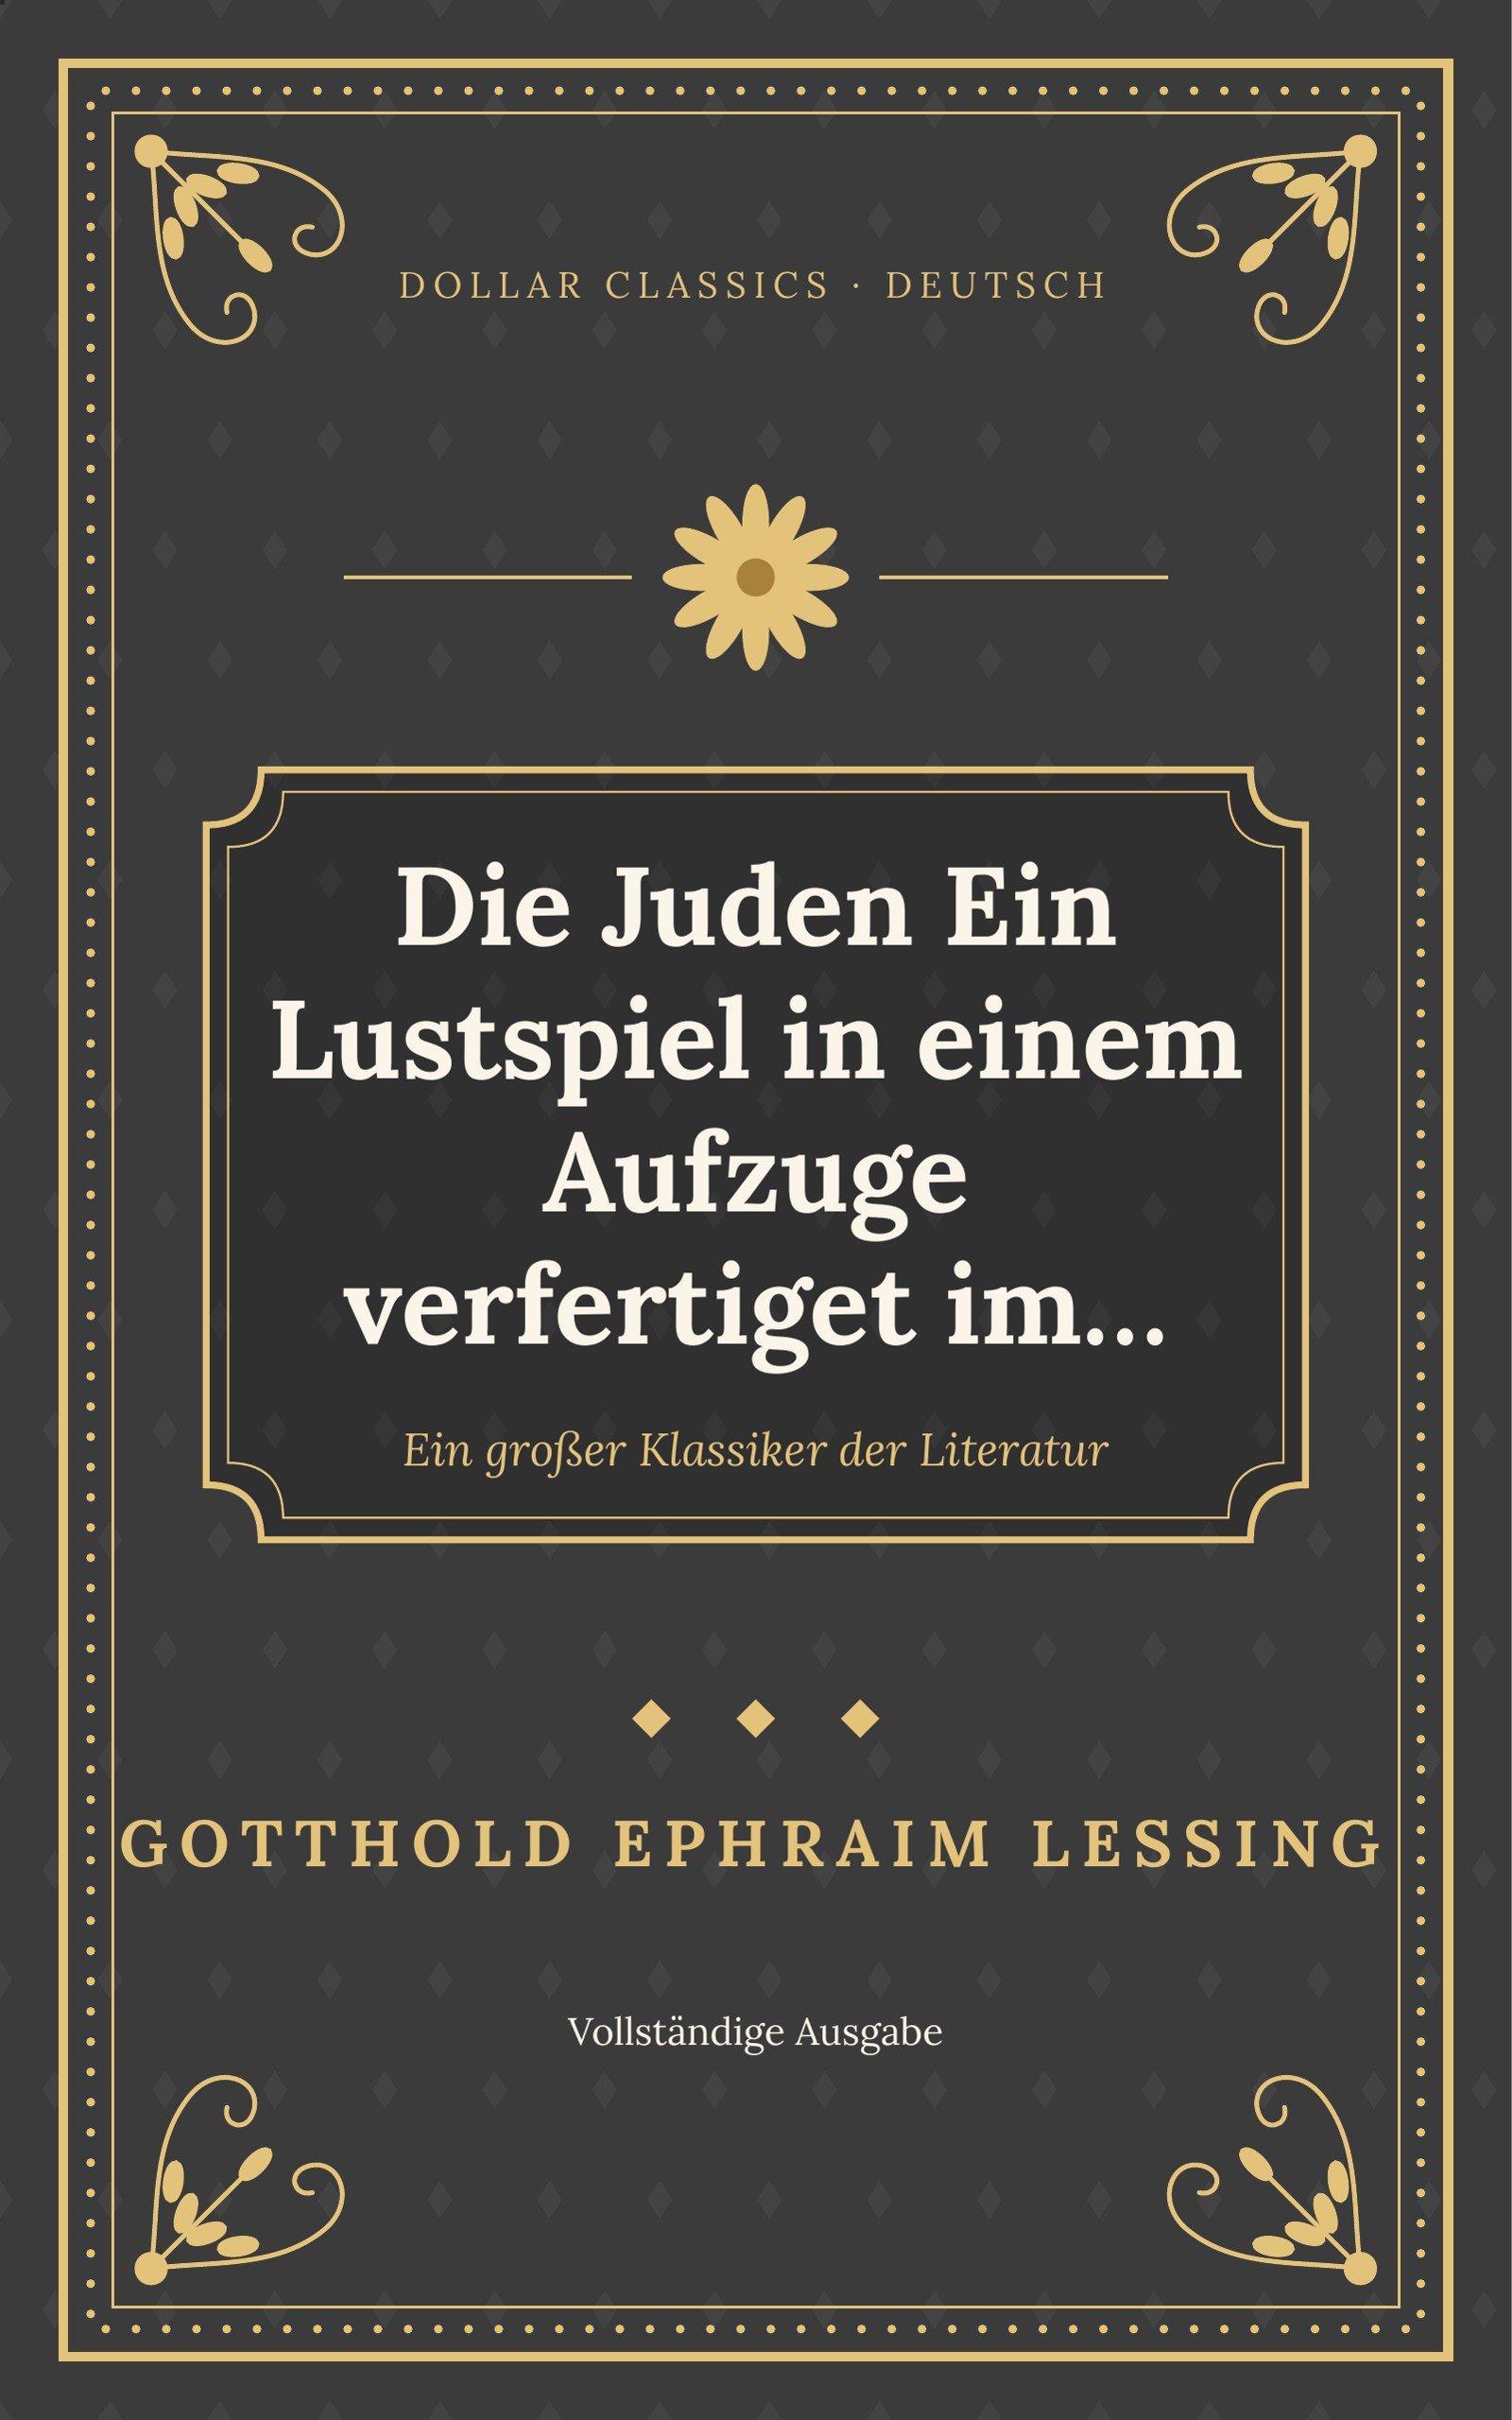 DOLLAR CLASSICS · DEUTSCH
Die Juden Ein
Lustspiel in einem
Aufzuge
verfertiget im...
Ein großer Klassiker der Literatur
GOTTHOLD EPHRAIM LESSING
Vollständige Ausgabe